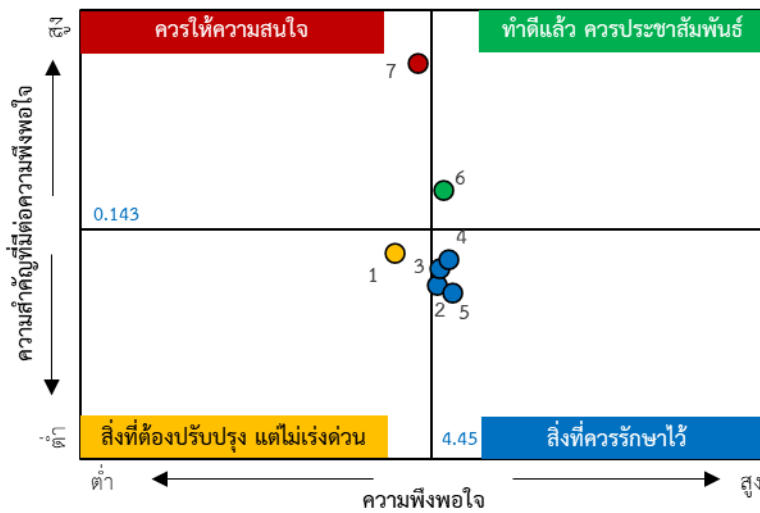 สูง
ควรให้ความสนใจ
ทำดีแล้ว ควรประชาสัมพันธ์
7
6
0.143
4
3
1
2
5
ความสำคัญที่มีต่อความพึงพอใจ
ต่ำ
สิ่งที่ต้องปรับปรุง แต่ไม่เร่งด่วน
4.45
สิ่งที่ควรรักษาไว้
ต่ำ
ความพึงพอใจ
สูง